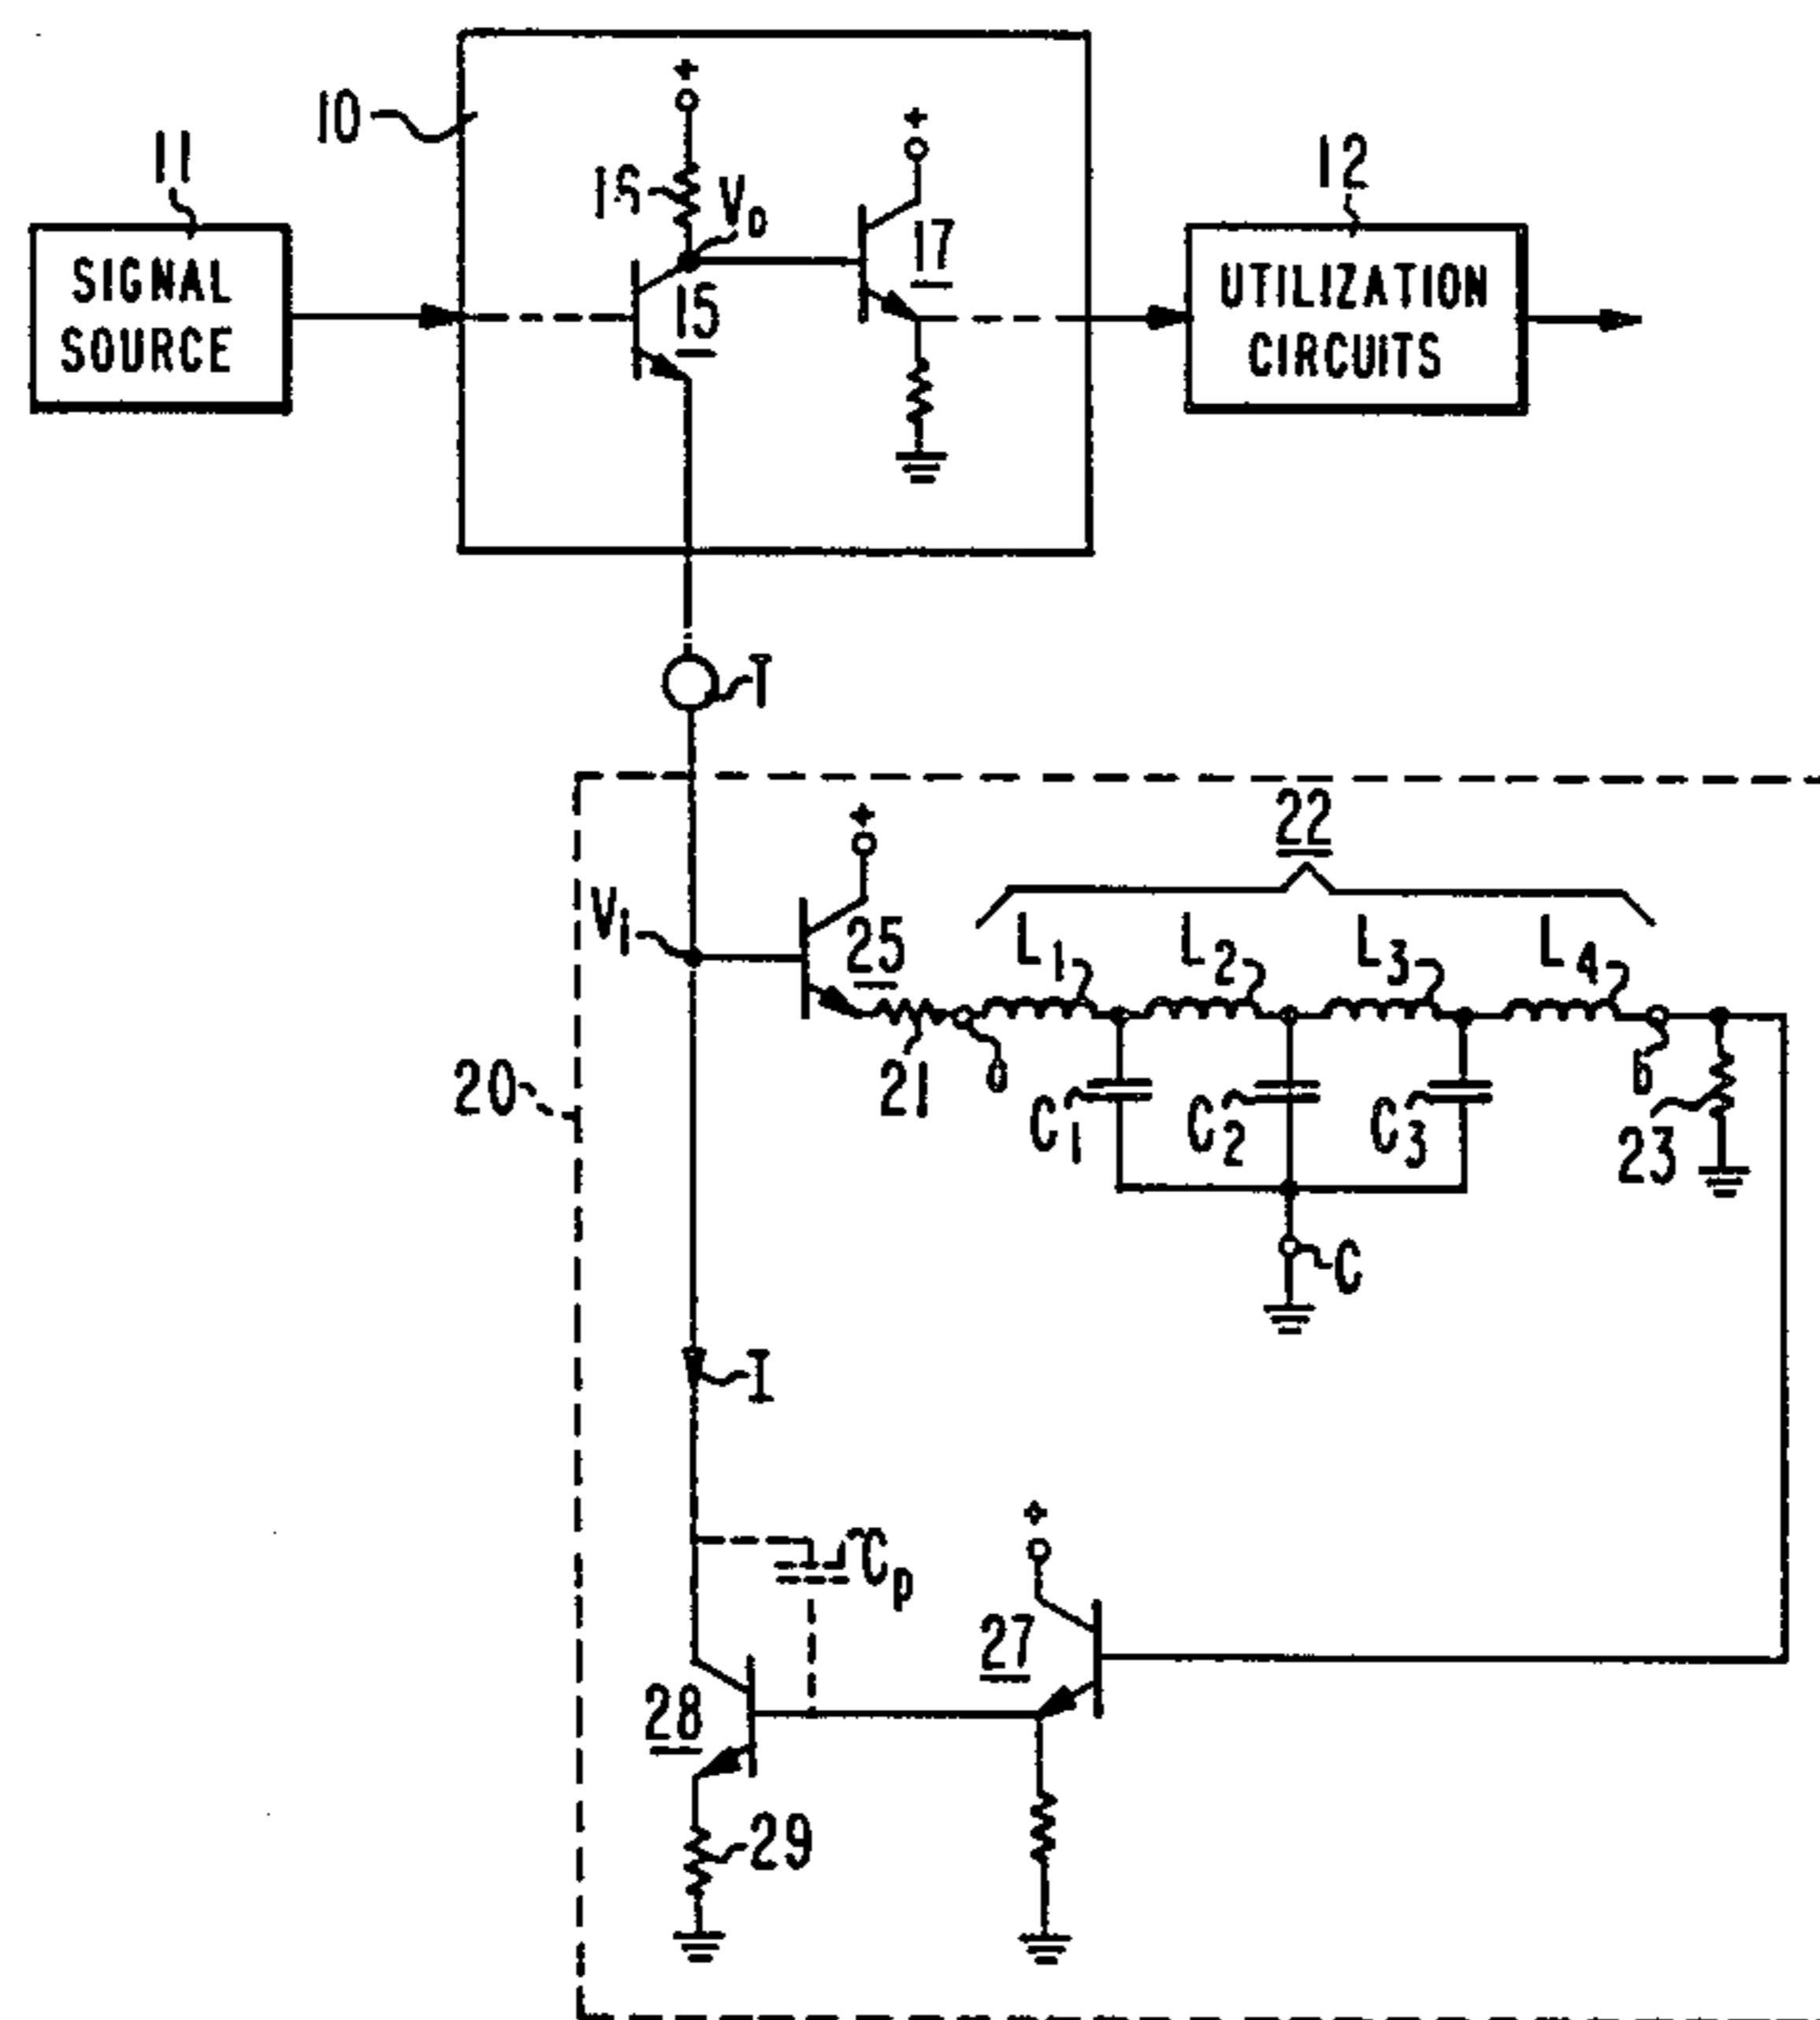 10
11
SIGNAL
SOURCE
+
16
V0
15
+
17
12
UTILIZATION
CIRCUITS
T
20
Vi
+
25
22
L1
L2
L3
L4
21
a
C1
C2
C3
b
23
C
I
Cp
+
27
28
29